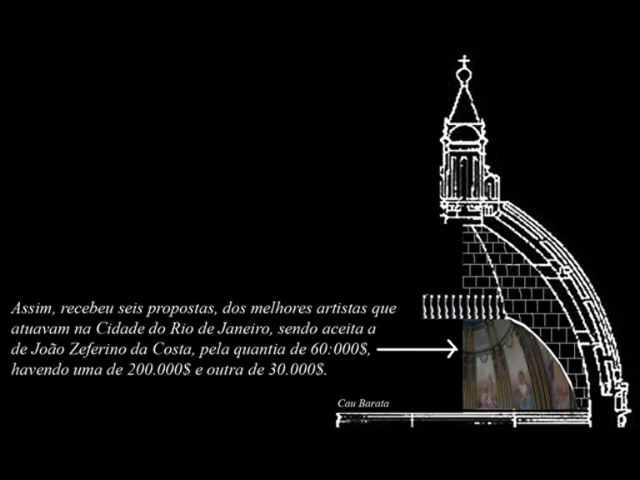 Assim, recebeu seis propostas, dos melhores artistas que
atuavam na Cidade do Rio de Janeiro, sendo aceita a
de João Zeferino da Costa, pela quantia de 60:000$,
havendo uma de 200.000$ e outra de 30.000$.
Cau Barata